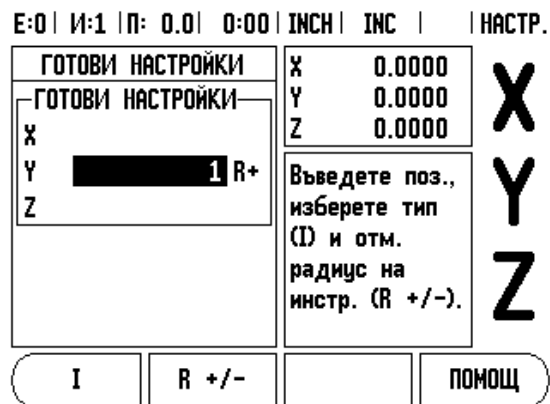 E:0 | И:1 | П: 0.0 | 0:00 | INCH | INC | | НАСТР.
ГОТОВИ НАСТРОЙКИ
ГОТОВИ НАСТРОЙКИ
X
Y 1 R+
Z
X 0.0000
Y 0.0000
Z 0.0000
Въведете поз.,
изберете тип
(I) и отм.
радиус на
инстр. (R +/-).
X
Y
Z
I
R +/-
ПОМОЩ